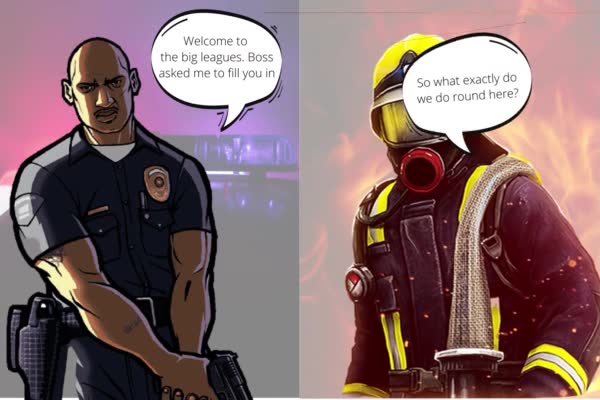 Welcome to
the big leagues. Boss
asked me to fill you in
So what exactly do
we do round here?